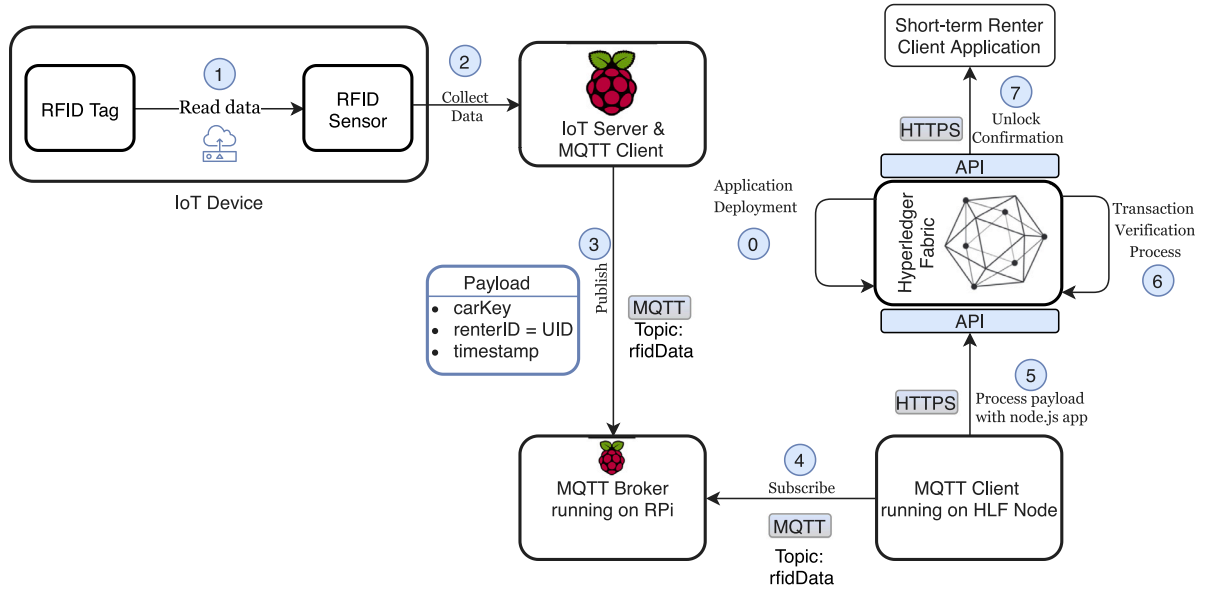 RFID Tag
1
Read data
RFID
Sensor
IoT Device
2
Collect
Data
IoT Server &
MQTT Client
3
Publish
Payload
• carKey
• renterID = UID
• timestamp
MQTT
Topic:
rfidData
MQTT Broker
running on RPi
4
Subscribe
MQTT
Topic:
rfidData
MQTT Client
running on HLF Node
HTTPS
5
Process payload
with node.js app
API
Hyperledger
Fabric
Application
Deployment
0
Transaction
Verification
Process
6
API
HTTPS
7
Unlock
Confirmation
Short-term Renter
Client Application